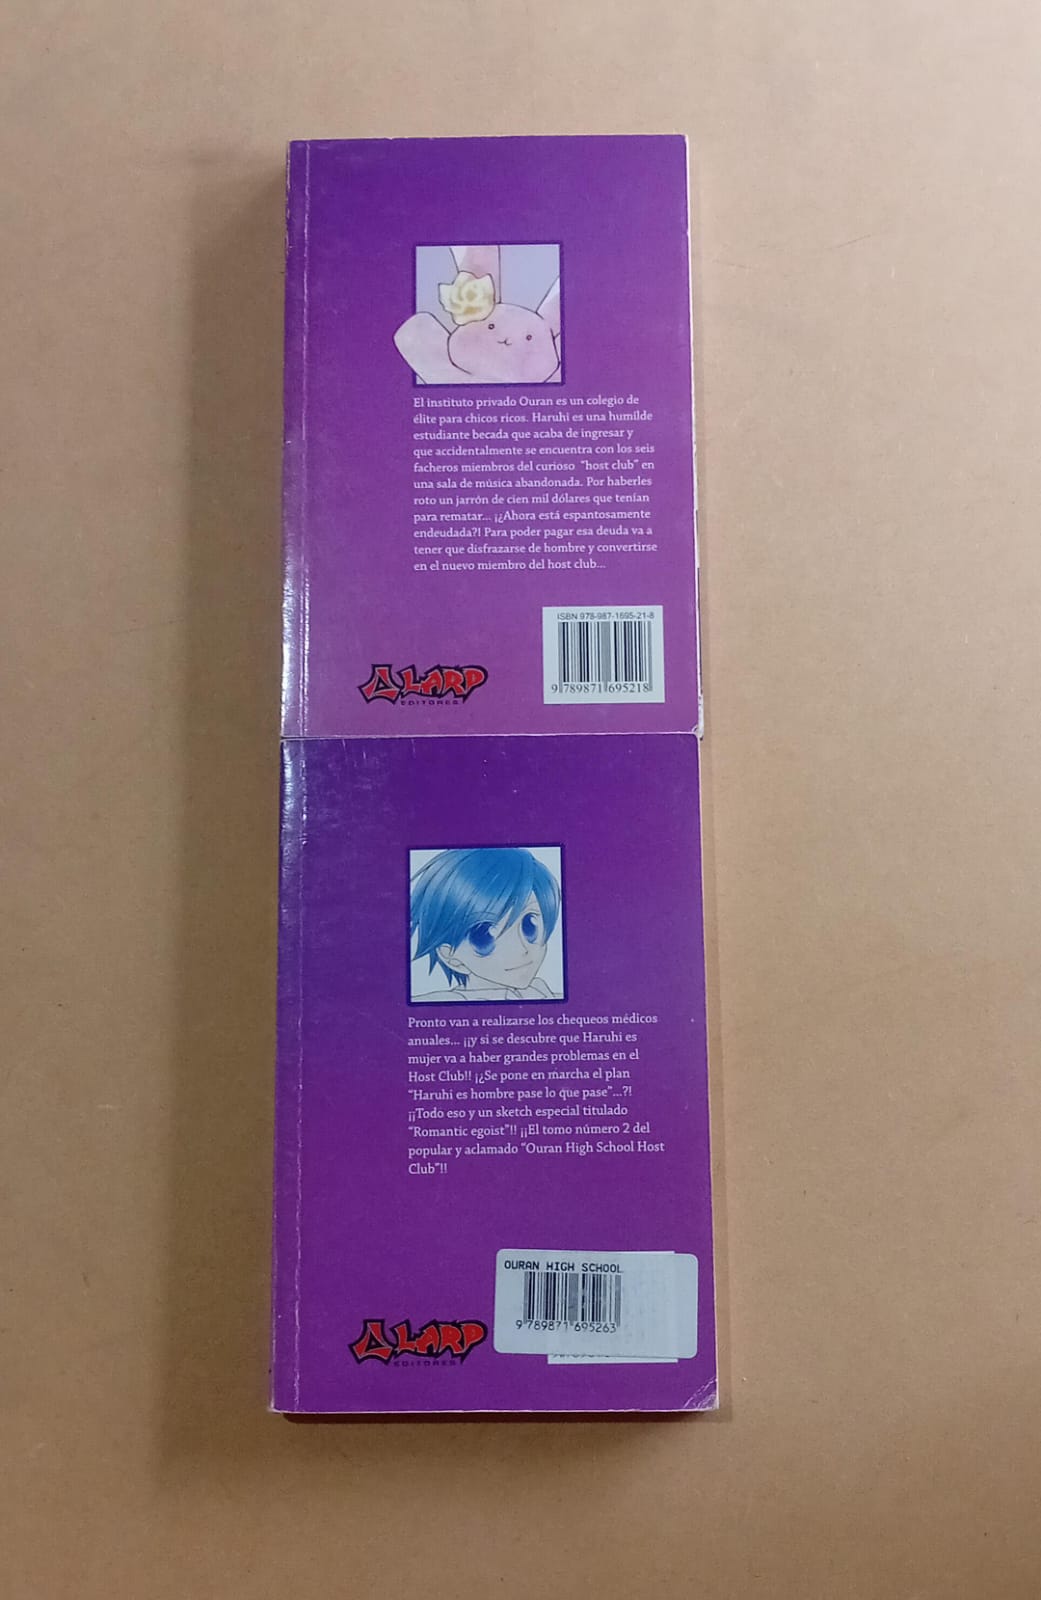 El instituto privado Ouran es un colegio de
élite para chicos ricos. Haruhi es una humilde
estudiante becada que acaba de ingresar y
que accidentalmente se encuentra con los seis
facheros miembros del curioso "host club" en
una sala de música abandonada. Por haberles
roto un jarrón de cien mil dólares que tenían
para rematar... ¡¿Ahora está espantosamente
endeudada?! Para poder pagar esa deuda va a
tener que disfrazarse de hombre y convertirse
en el nuevo miembro del host club...
ISBN 978-987-1695-21-8
9 789871 695218
LARP
EDITORES
Pronto van a realizarse los chequeos médicos
anuales... ¡¡y si se descubre que Haruhi es
mujer va a haber grandes problemas en el
Host Club!! ¡¿Se pone en marcha el plan
"Haruhi es hombre pase lo que pase"...?!
¡¡Todo eso y un sketch especial titulado
"Romantic egoist"!! ¡¡El tomo número 2 del
popular y aclamado "Ouran High School Host
Club"!!
OURAN HIGH SCHOOL
9 789871 695263
LARP
EDITORES